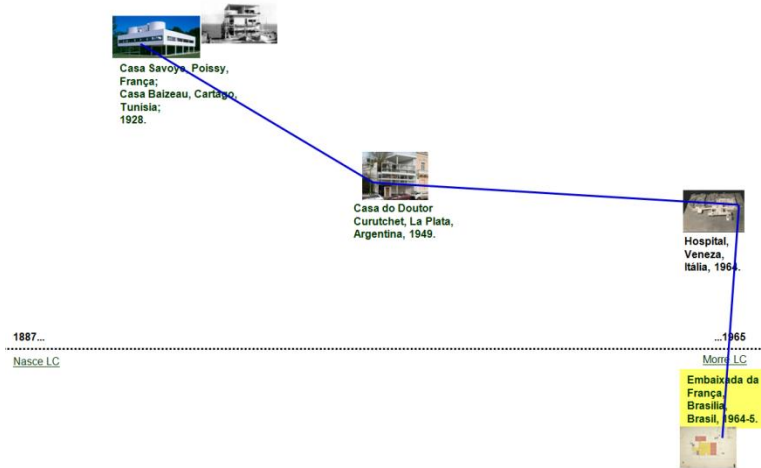 Casa Savoye, Poissy,
França;
Casa Baizeau, Cartago,
Tunísia;
1928.
Casa do Doutor
Curutchet, La Plata,
Argentina, 1949.
Hospital,
Veneza,
Itália, 1964.
1887...
...1965
Nasce LC
Morre LC
Embaixada da
França,
Brasília,
Brasil, 1964-5.